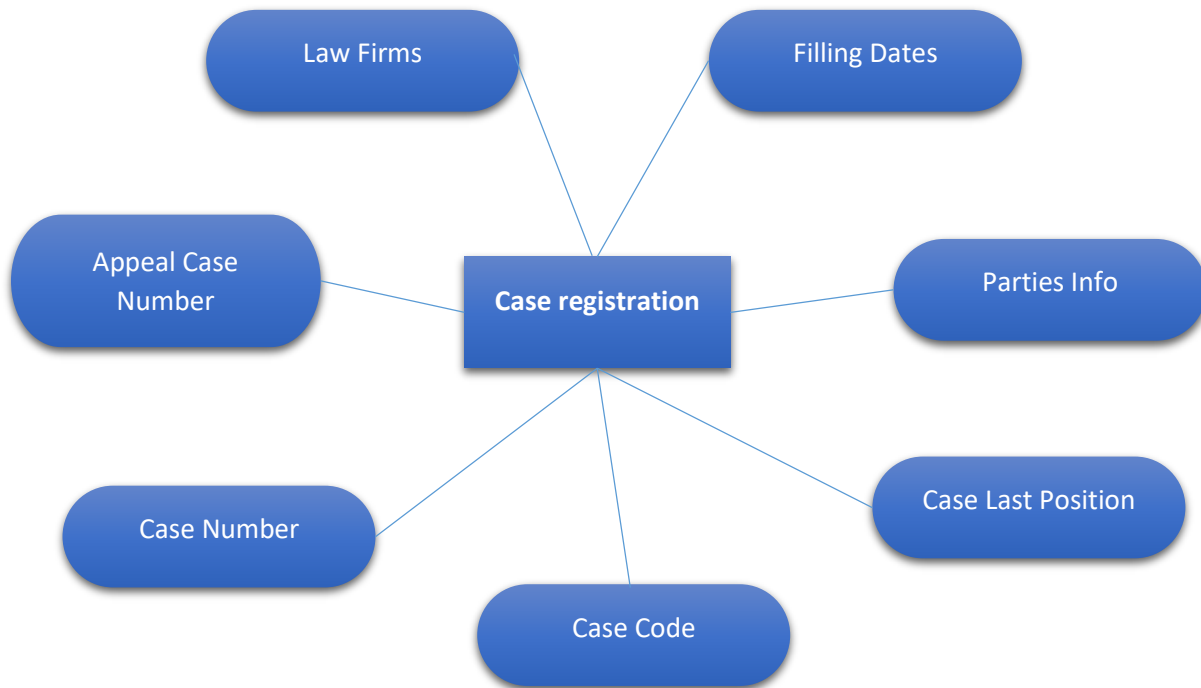 Law Firms
Filling Dates
Appeal Case
Number
Case registration
Parties Info
Case Number
Case Last Position
Case Code